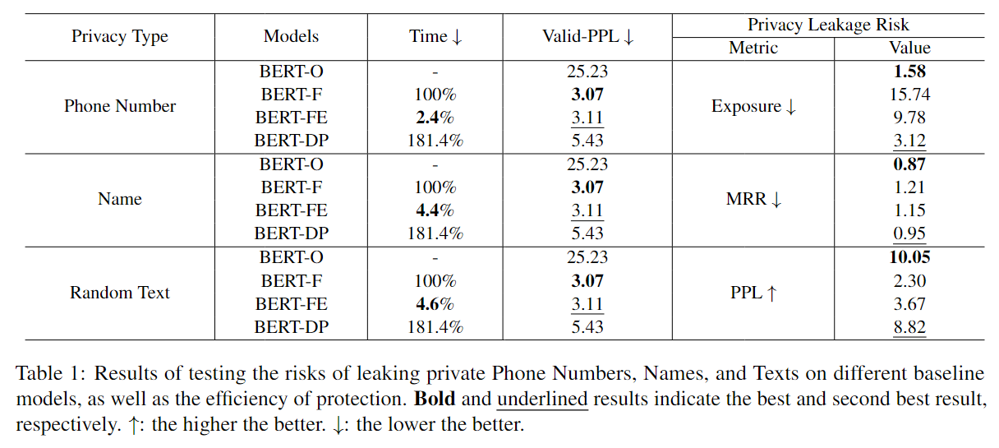 Privacy Type Models Time ↓ Valid-PPL ↓ Privacy Leakage Risk
Metric Value
BERT-O - 25.23 1.58
BERT-F 100% 3.07 15.74
Phone Number Exposure ↓
BERT-FE 2.4% 3.11 9.78
BERT-DP 181.4% 5.43 3.12
BERT-O - 25.23 0.87
BERT-F 100% 3.07 1.21
Name MRR ↓
BERT-FE 4.4% 3.11 1.15
BERT-DP 181.4% 5.43 0.95
BERT-O - 25.23 10.05
BERT-F 100% 3.07 2.30
Random Text PPL ↑
BERT-FE 4.6% 3.11 3.67
BERT-DP 181.4% 5.43 8.82
Table 1: Results of testing the risks of leaking private Phone Numbers, Names, and Texts on different baseline
models, as well as the efficiency of protection. Bold and underlined results indicate the best and second best result,
respectively. ↑: the higher the better. ↓: the lower the better.